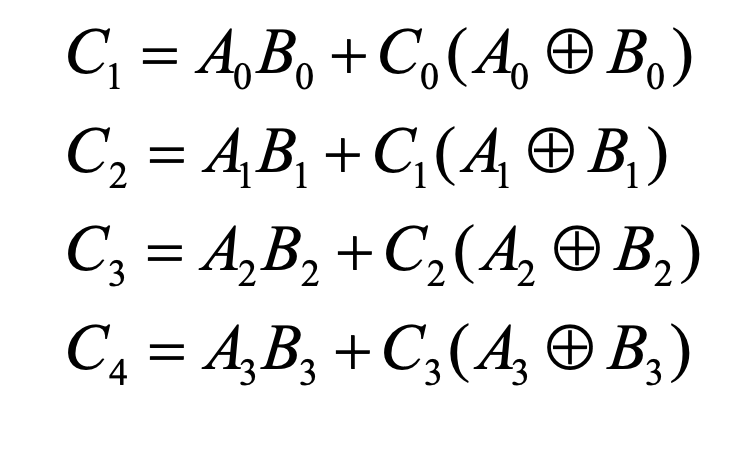 C₁ = A₀B₀ + C₀(A₀ ⊕ B₀)
C₂ = A₁B₁ + C₁(A₁ ⊕ B₁)
C₃ = A₂B₂ + C₂(A₂ ⊕ B₂)
C₄ = A₃B₃ + C₃(A₃ ⊕ B₃)